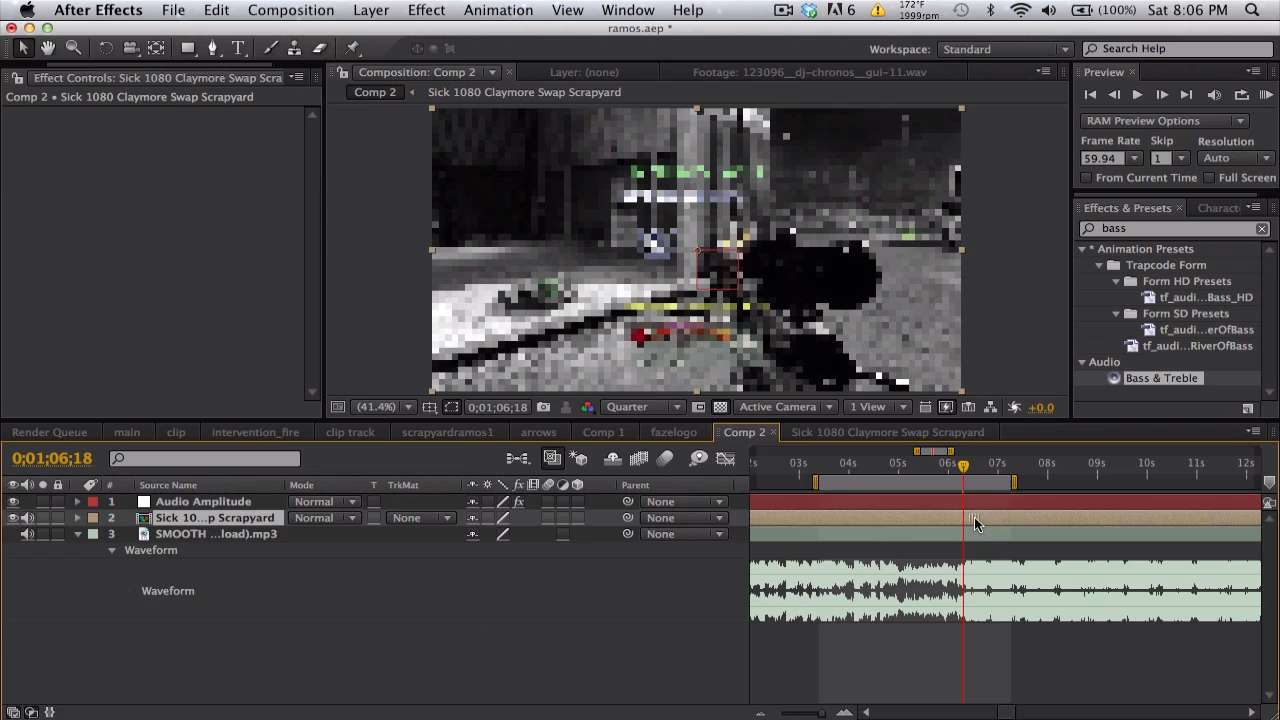 After Effects File Edit Composition Layer Effect Animation View Window Help 6 172°F 1999rpm (100%) Sat 8:06 PM
ramos.aep *
T Workspace: Standard Search Help
Effect Controls: Sick 1080 Claymore Swap Scra
Comp 2 • Sick 1080 Claymore Swap Scrapyard
Composition: Comp 2 Layer: (none) Footage: 123096__dj-chronos__gui-11.wav
Comp 2 Sick 1080 Claymore Swap Scrapyard
Preview
RAM Preview Options
Frame Rate Skip Resolution
59.94 1 Auto
From Current Time Full Screen
Effects & Presets Charact
bass
* Animation Presets
Trapcode Form
Form HD Presets
tf_audi...Bass_HD
Form SD Presets
tf_audi...erOfBass
tf_audi...RiverOfBass
Audio
Bass & Treble
(41.4%) 0;01;06;18 Quarter Active Camera 1 View +0.0
Render Queue main clip intervention_fire clip track scrapyardramos1 arrows Comp 1 fazelogo Comp 2 Sick 1080 Claymore Swap Scrapyard
0;01;06;18
2s 03s 04s 05s 06s 07s 08s 09s 10s 11s 12s
# Source Name Mode T TrkMat fx Parent
1 Audio Amplitude Normal fx None
2 Sick 10...p Scrapyard Normal None None
3 SMOOTH ...load).mp3 None
Waveform
Waveform